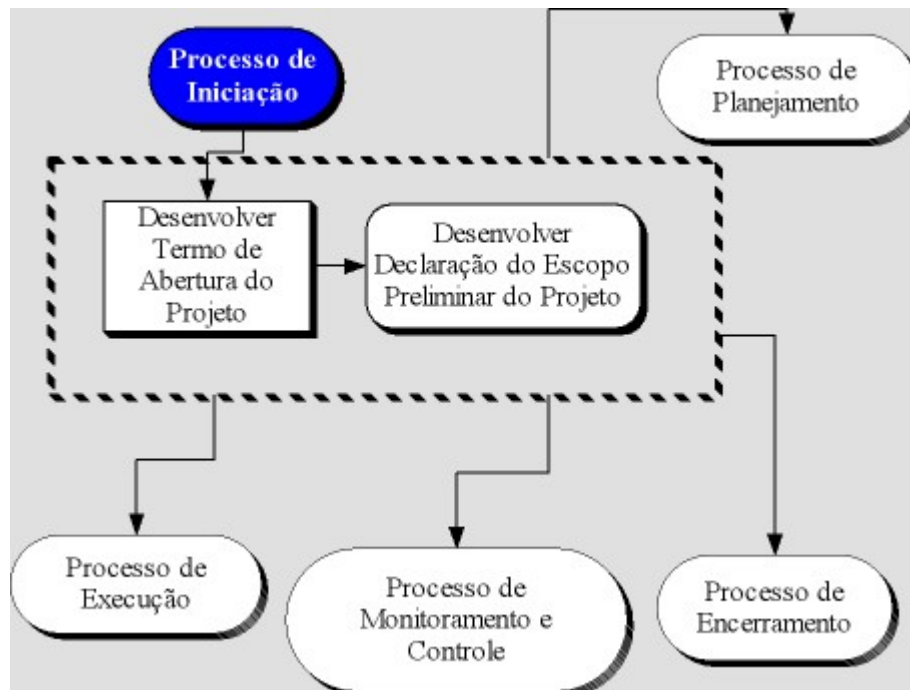 Processo de
Iniciação
Processo de
Planejamento
Desenvolver
Termo de
Abertura do
Projeto
Desenvolver
Declaração do Escopo
Preliminar do Projeto
Processo de
Execução
Processo de
Monitoramento e
Controle
Processo de
Encerramento